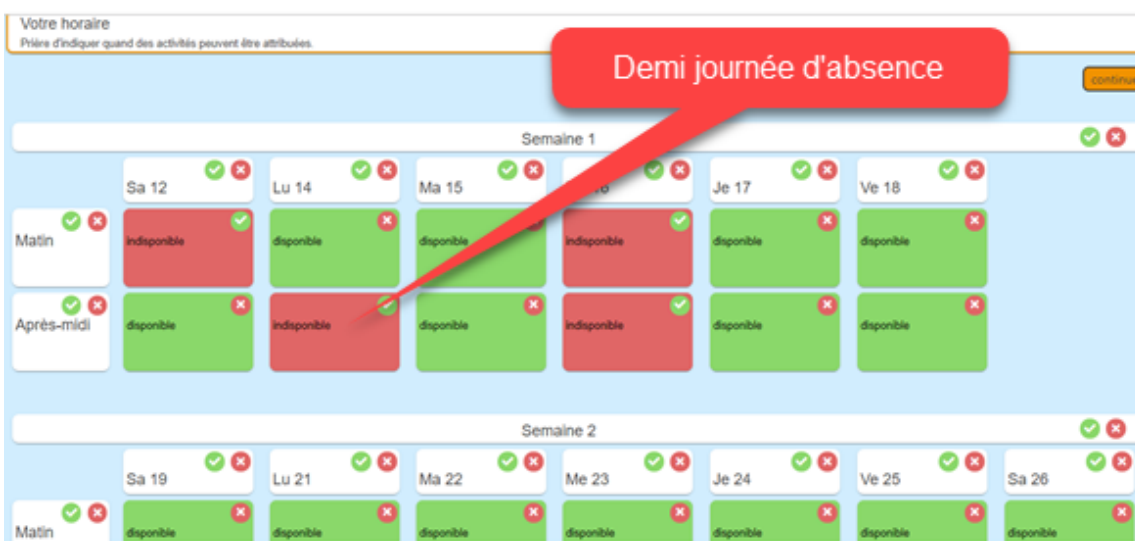 Votre horaire
Prière d'indiquer quand des activités peuvent être attribuées.
Demi journée d'absence
continue
Semaine 1
Sa 12 Lu 14 Ma 15 Je 17 Ve 18
Matin indisponible disponible disponible indisponible disponible disponible
Après-midi disponible indisponible disponible indisponible disponible disponible
Semaine 2
Sa 19 Lu 21 Ma 22 Me 23 Je 24 Ve 25 Sa 26
Matin disponible disponible disponible disponible disponible disponible disponible